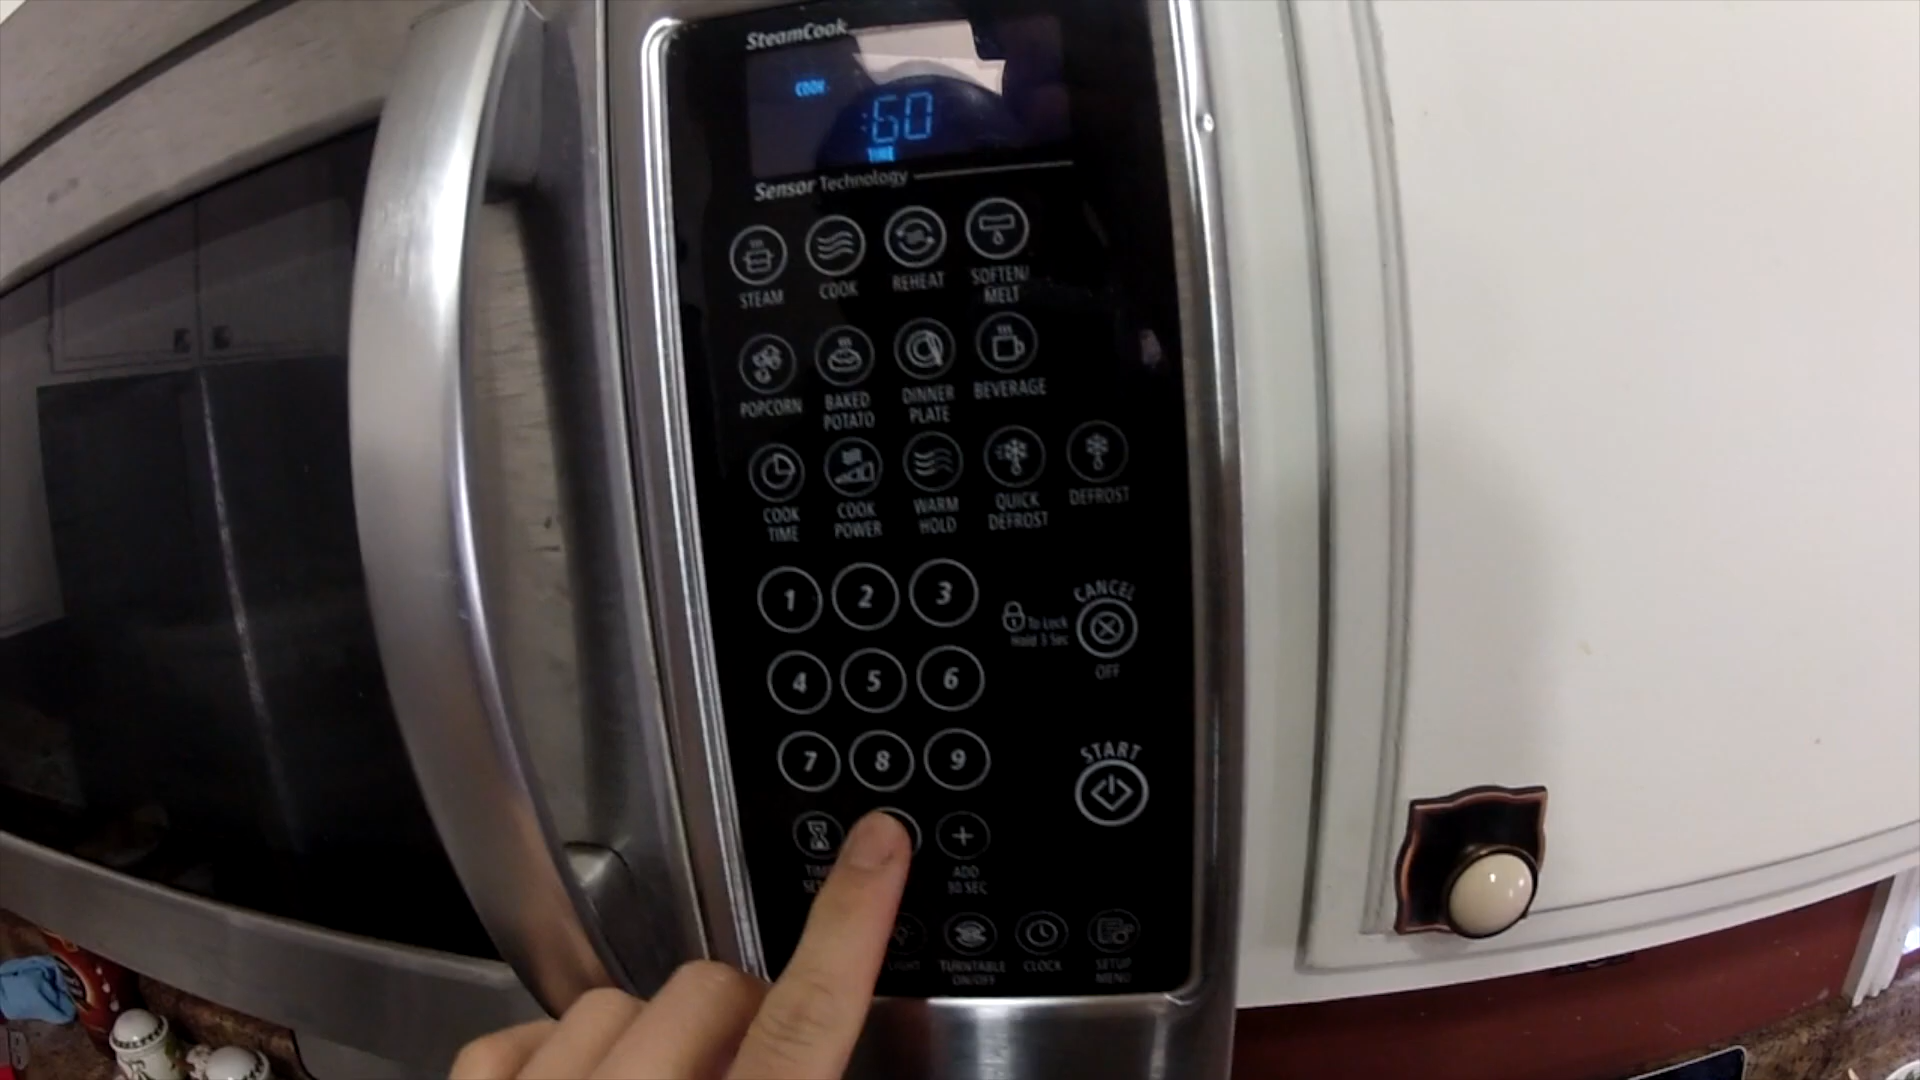 SteamCook
COOK
:60
TIME
Sensor Technology
STEAM
COOK
REHEAT
SOFTEN/
MELT
POPCORN
BAKED
POTATO
DINNER
PLATE
BEVERAGE
COOK
TIME
COOK
POWER
WARM
HOLD
QUICK
DEFROST
DEFROST
1 2 3
To Lock
Hold 3 Sec
CANCEL
OFF
4 5 6
7 8 9
START
ADD
30 SEC
LIGHT
TURNTABLE
ON/OFF
CLOCK
SETUP
MENU